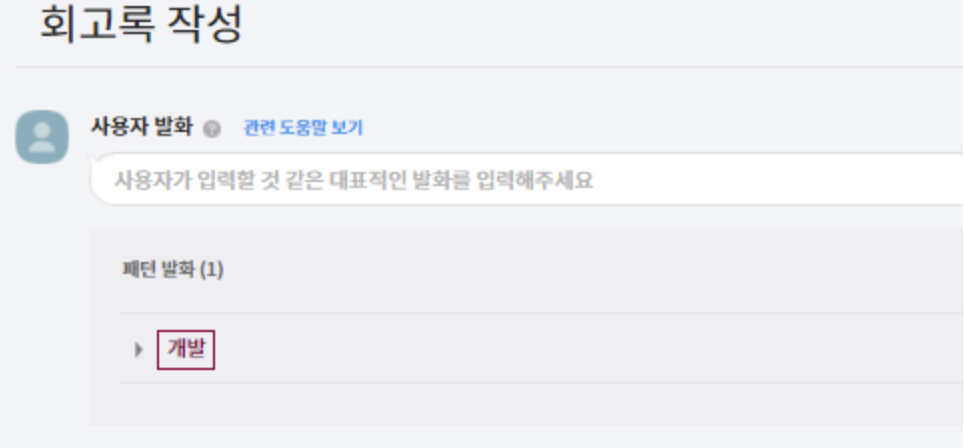 회고록 작성
사용자 발화 ? 관련 도움말 보기
사용자가 입력할 것 같은 대표적인 발화를 입력해주세요
패턴 발화 (1)
개발